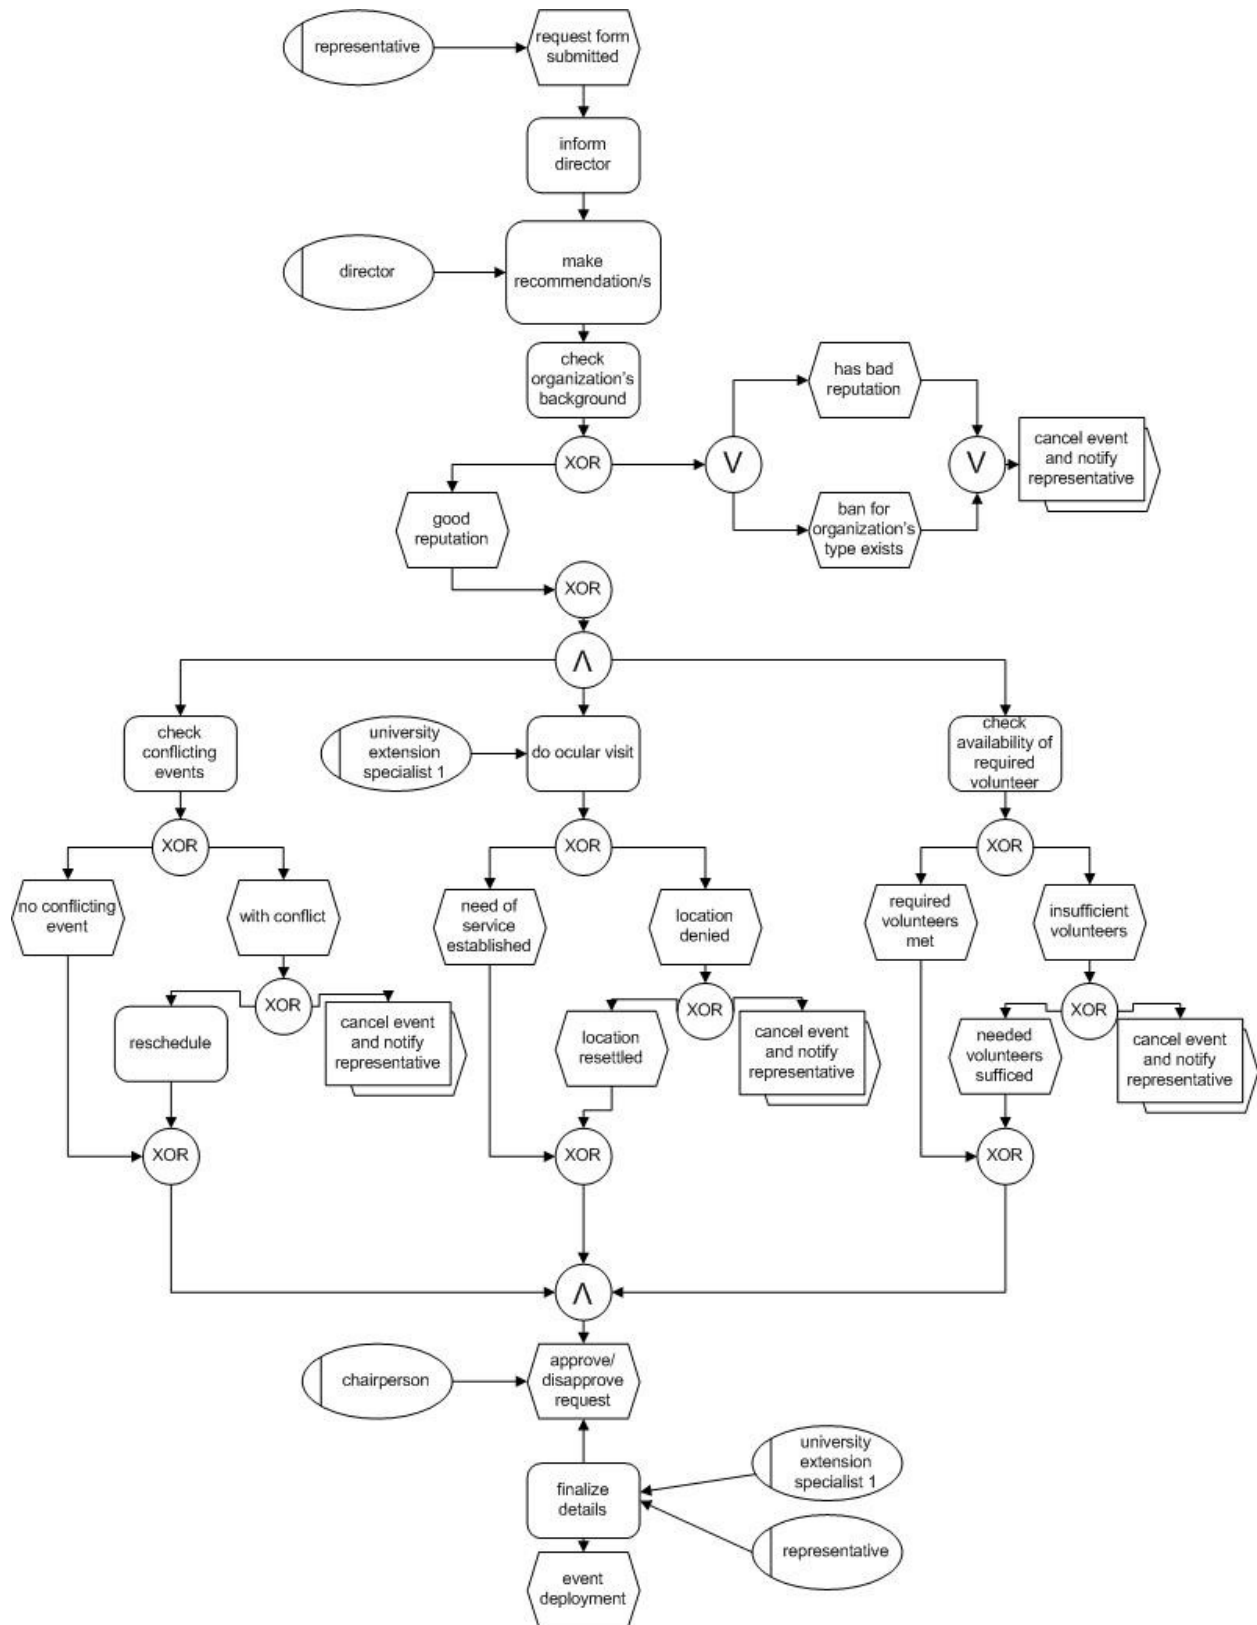 representative
request form
submitted
inform
director
director
make
recommendation/s
check
organization's
background
has bad
reputation
cancel event
and notify
representative
XOR
V
V
good
reputation
ban for
organization's
type exists
XOR
Λ
check
conflicting
events
university
extension
specialist 1
do ocular visit
check
availability of
required
volunteer
XOR
XOR
XOR
no conflicting
event
with conflict
need of
service
established
location
denied
required
volunteers
met
insufficient
volunteers
XOR
XOR
XOR
reschedule
cancel event
and notify
representative
location
resettled
cancel event
and notify
representative
needed
volunteers
sufficed
cancel event
and notify
representative
XOR
XOR
XOR
Λ
chairperson
approve/
disapprove
request
finalize
details
university
extension
specialist 1
representative
event
deployment